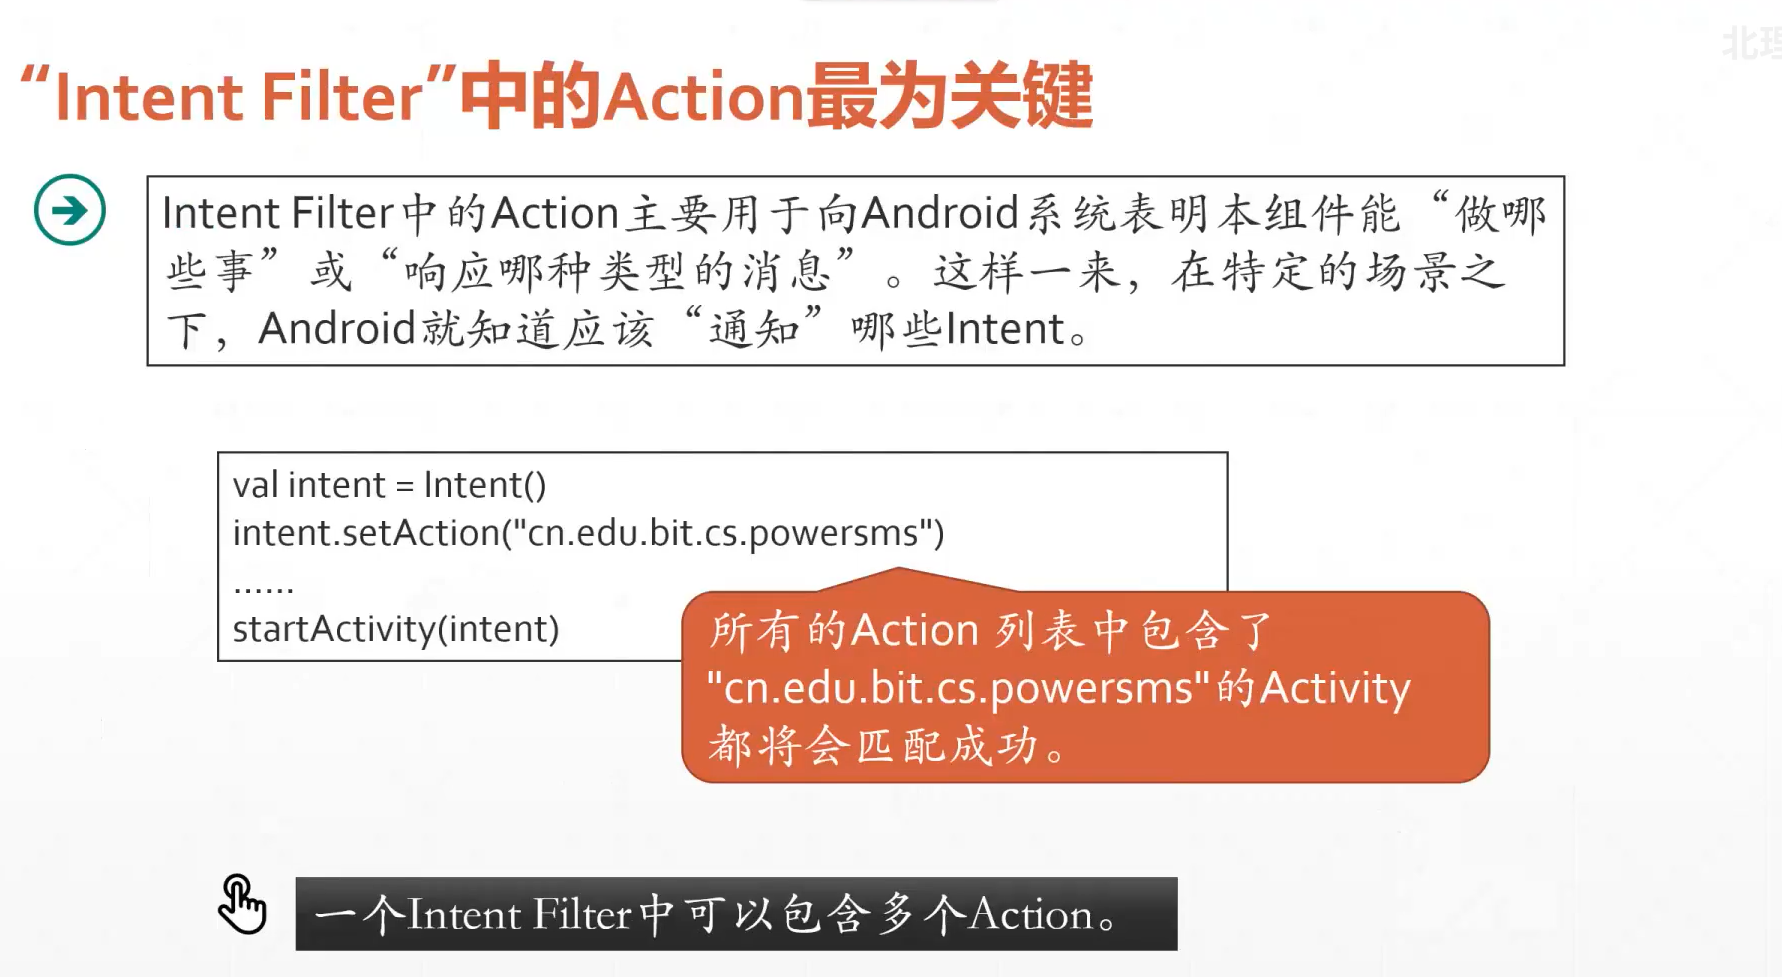 北理
“Intent Filter”中的Action最为关键
Intent Filter中的Action主要用于向Android系统表明本组件能“做哪
些事”或“响应哪种类型的消息”。这样一来，在特定的场景之
下，Android就知道应该“通知”哪些Intent。
val intent = Intent()
intent.setAction("cn.edu.bit.cs.powersms")
......
startActivity(intent)
所有的Action 列表中包含了
"cn.edu.bit.cs.powersms"的Activity
都将会匹配成功。
一个Intent Filter中可以包含多个Action。